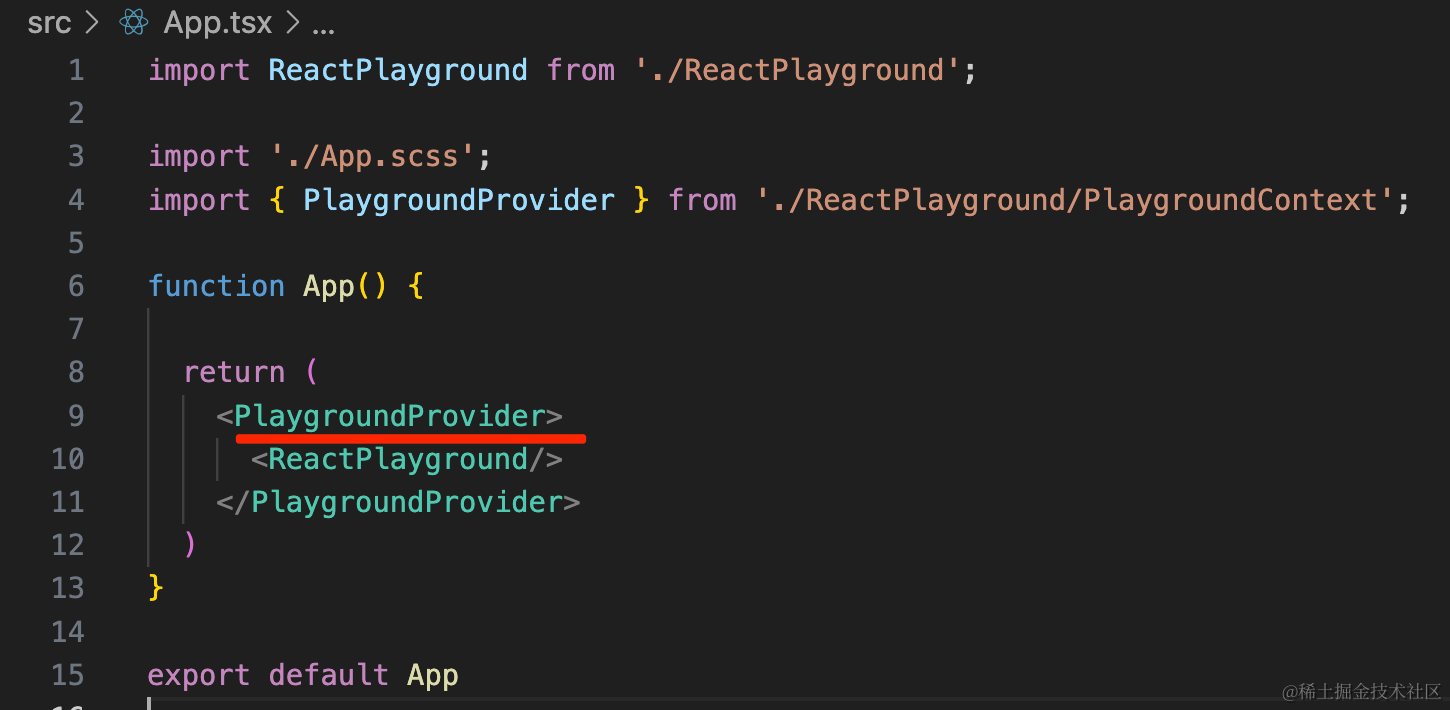 src > App.tsx > ...
1 import ReactPlayground from './ReactPlayground';
2
3 import './App.scss';
4 import { PlaygroundProvider } from './ReactPlayground/PlaygroundContext';
5
6 function App() {
7
8 return (
9 <PlaygroundProvider>
10 <ReactPlayground/>
11 </PlaygroundProvider>
12 )
13 }
14
15 export default App
16
@稀土掘金技术社区